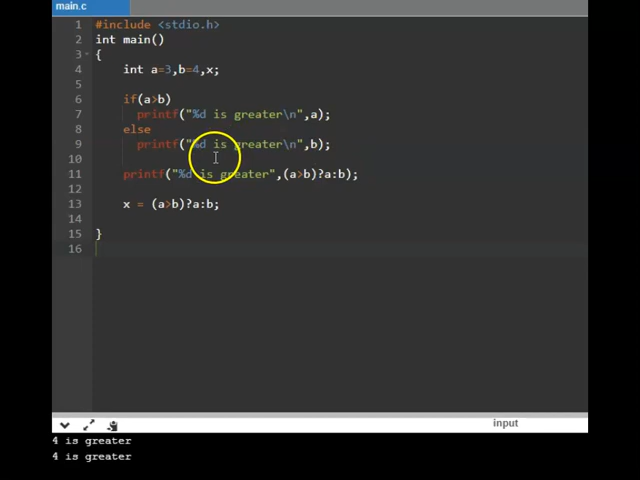 main.c
1 #include <stdio.h>
2 int main()
3 {
4 int a=3,b=4,x;
5
6 if(a>b)
7 printf("%d is greater\n",a);
8 else
9 printf("%d is greater\n",b);
10
11 printf("%d is greater",(a>b)?a:b);
12
13 x = (a>b)?a:b;
14
15 }
16
input
4 is greater
4 is greater